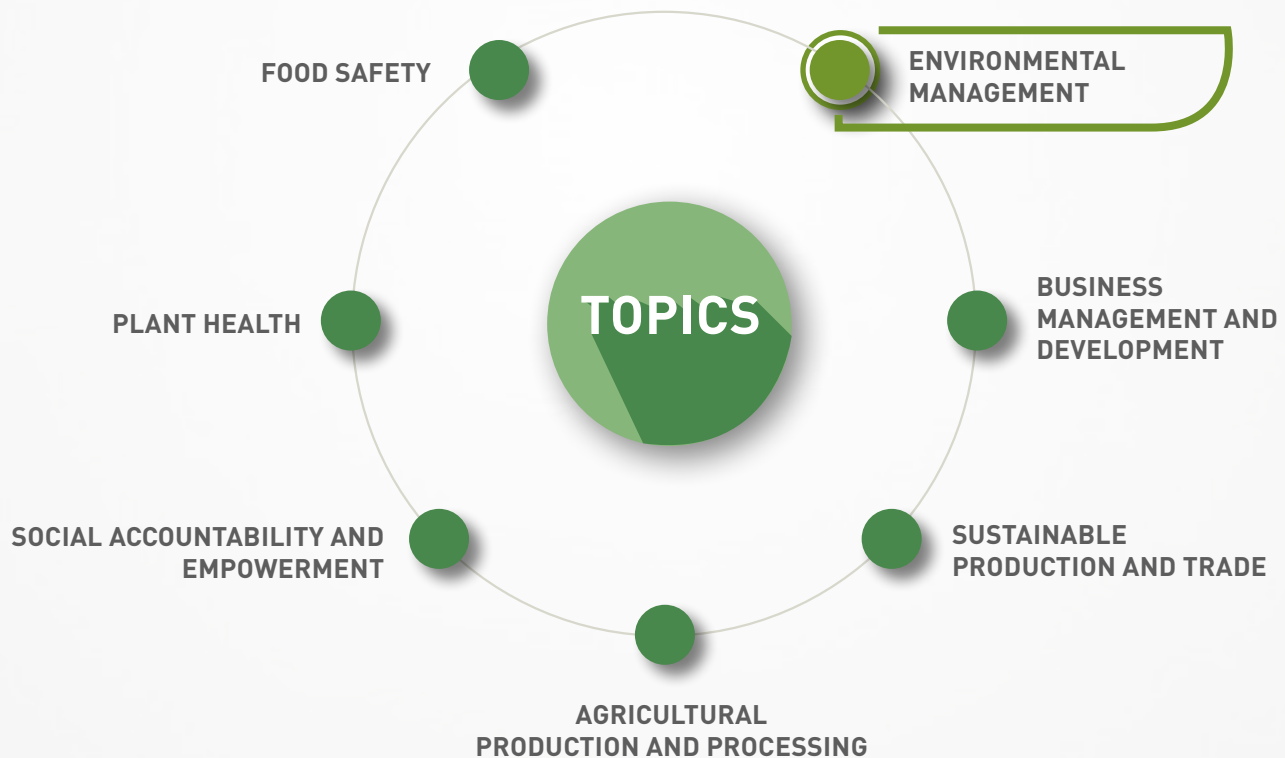 FOOD SAFETY
ENVIRONMENTAL
MANAGEMENT
TOPICS
PLANT HEALTH
BUSINESS
MANAGEMENT AND
DEVELOPMENT
SOCIAL ACCOUNTABILITY AND
EMPOWERMENT
SUSTAINABLE
PRODUCTION AND TRADE
AGRICULTURAL
PRODUCTION AND PROCESSING